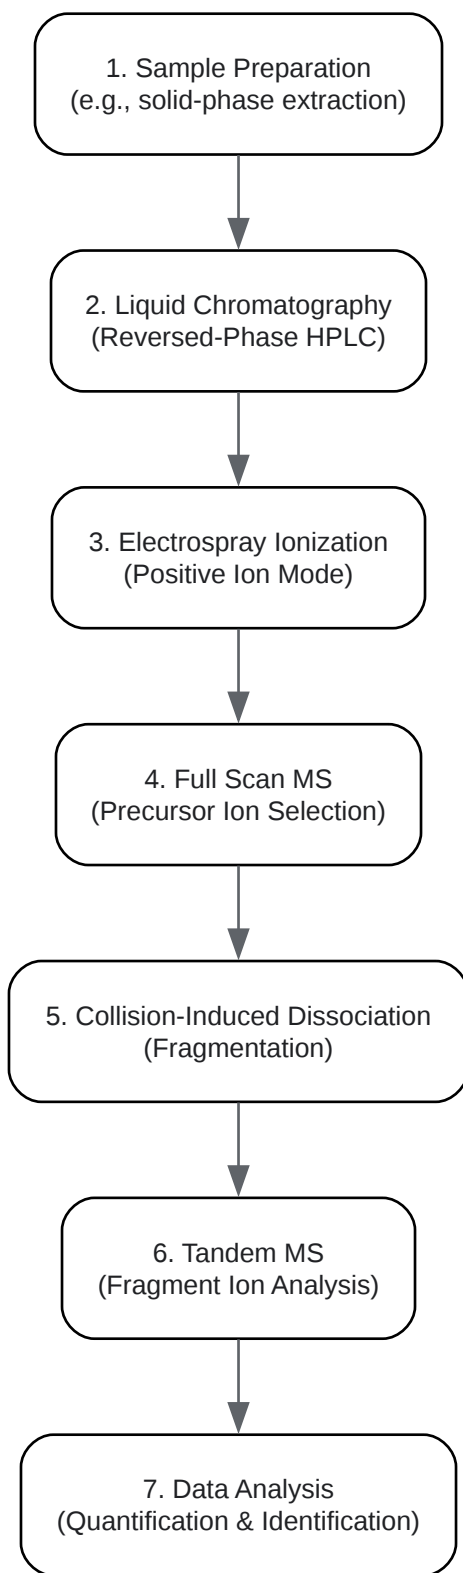 1. Sample Preparation
(e.g., solid-phase extraction)
2. Liquid Chromatography
(Reversed-Phase HPLC)
3. Electrospray Ionization
(Positive Ion Mode)
4. Full Scan MS
(Precursor Ion Selection)
5. Collision-Induced Dissociation
(Fragmentation)
6. Tandem MS
(Fragment Ion Analysis)
7. Data Analysis
(Quantification & Identification)